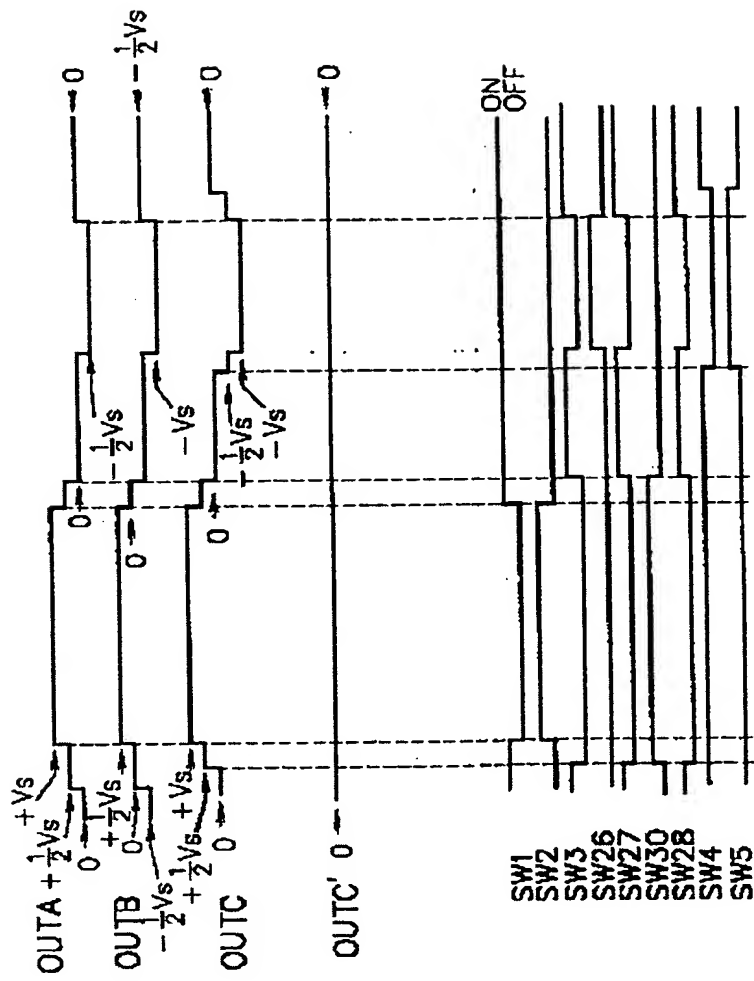 OUTA +½Vs +Vs
0
0
-½Vs
0
OUTB +½Vs
0
-½Vs
0
-Vs
-½Vs
OUTC +½Vs +Vs
0
0
-½Vs
-Vs
0
OUTC' 0
0
ON
OFF
SW1
SW2
SW3
SW26
SW27
SW30
SW28
SW4
SW5